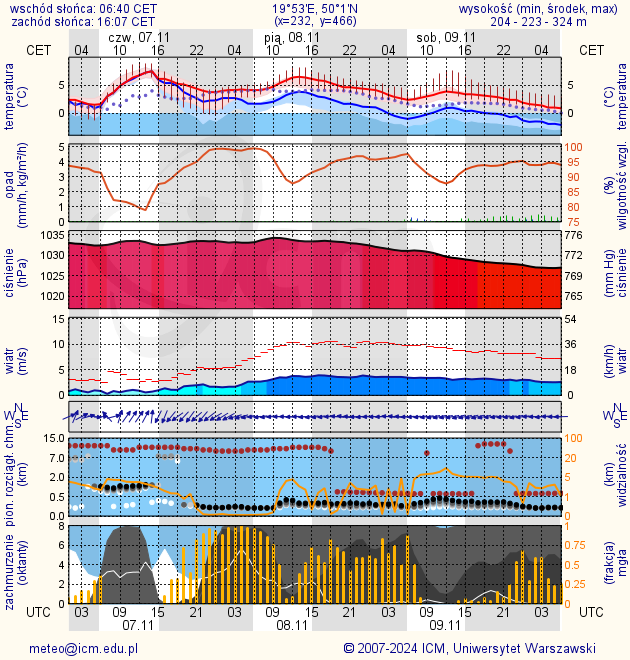 wschód słońca: 06:40 CET 19°53'E, 50°1'N wysokość (min, środek, max)
zachód słońca: 16:07 CET (x=232, y=466) 204 - 223 - 324 m
czw, 07.11 pią, 08.11 sob, 09.11
CET 04 10 16 22 04 10 16 22 04 10 16 22 04 CET
temperatura (°C) 5 0 5 0 (°C) temperatura
opad (mm/h, kg/m²/h) 5 4 3 2 1 0 100 95 90 85 80 75 (%) wilgotność wzgl.
ciśnienie (hPa) 1035 1030 1025 1020 776 772 769 765 (mm Hg) ciśnienie
wiatr (m/s) 15 10 5 0 54 36 18 0 (km/h) wiatr
N W E S N W E S
pion. rozciągł. chm. (km) 15.0 7.0 2.0 0.5 0.0 100 20 5 1 0 (km) widzialność
zachmurzenie (oktanty) 8 6 4 2 0 1 0.75 0.5 0.25 0 (frakcja) mgła
UTC 03 09 15 21 03 09 15 21 03 09 15 21 03 UTC
07.11 08.11 09.11
meteo@icm.edu.pl © 2007-2024 ICM, Uniwersytet Warszawski